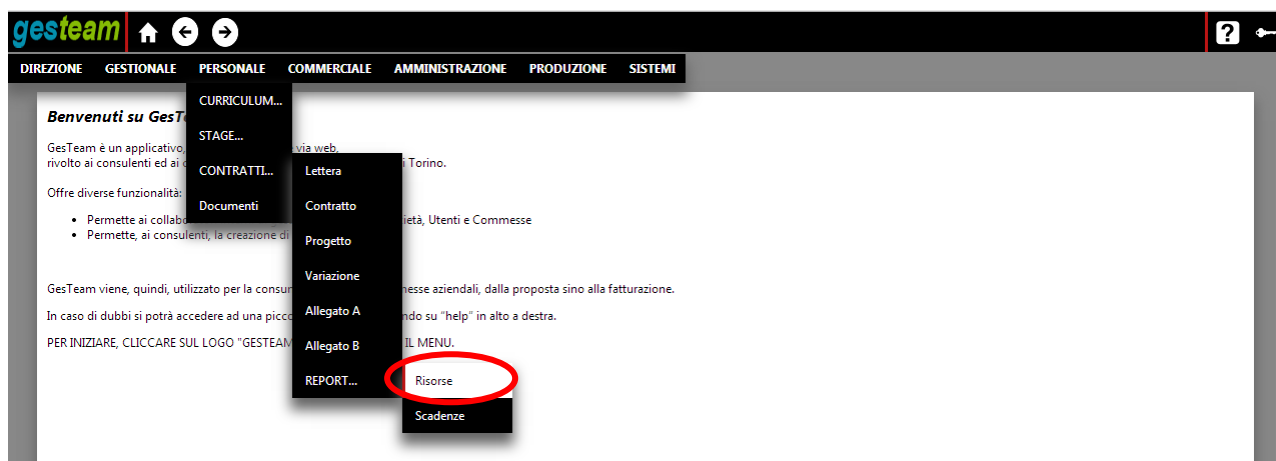 gesteam ?
DIREZIONE GESTIONALE PERSONALE COMMERCIALE AMMINISTRAZIONE PRODUZIONE SISTEMI
CURRICULUM...
STAGE...
CONTRATTI...
Documenti
Lettera
Contratto
Progetto
Variazione
Allegato A
Allegato B
REPORT...
Risorse
Scadenze
Benvenuti su GesT
GesTeam è un applicativo, via web,
rivolto ai consulenti ed ai Torino.
Offre diverse funzionalità:
• Permette ai collabo ietà, Utenti e Commesse
• Permette, ai consulenti, la creazione di
GesTeam viene, quindi, utilizzato per la consun messe aziendali, dalla proposta sino alla fatturazione.
In caso di dubbi si potrà accedere ad una picco ndo su "help" in alto a destra.
PER INIZIARE, CLICCARE SUL LOGO "GESTEAM IL MENU.